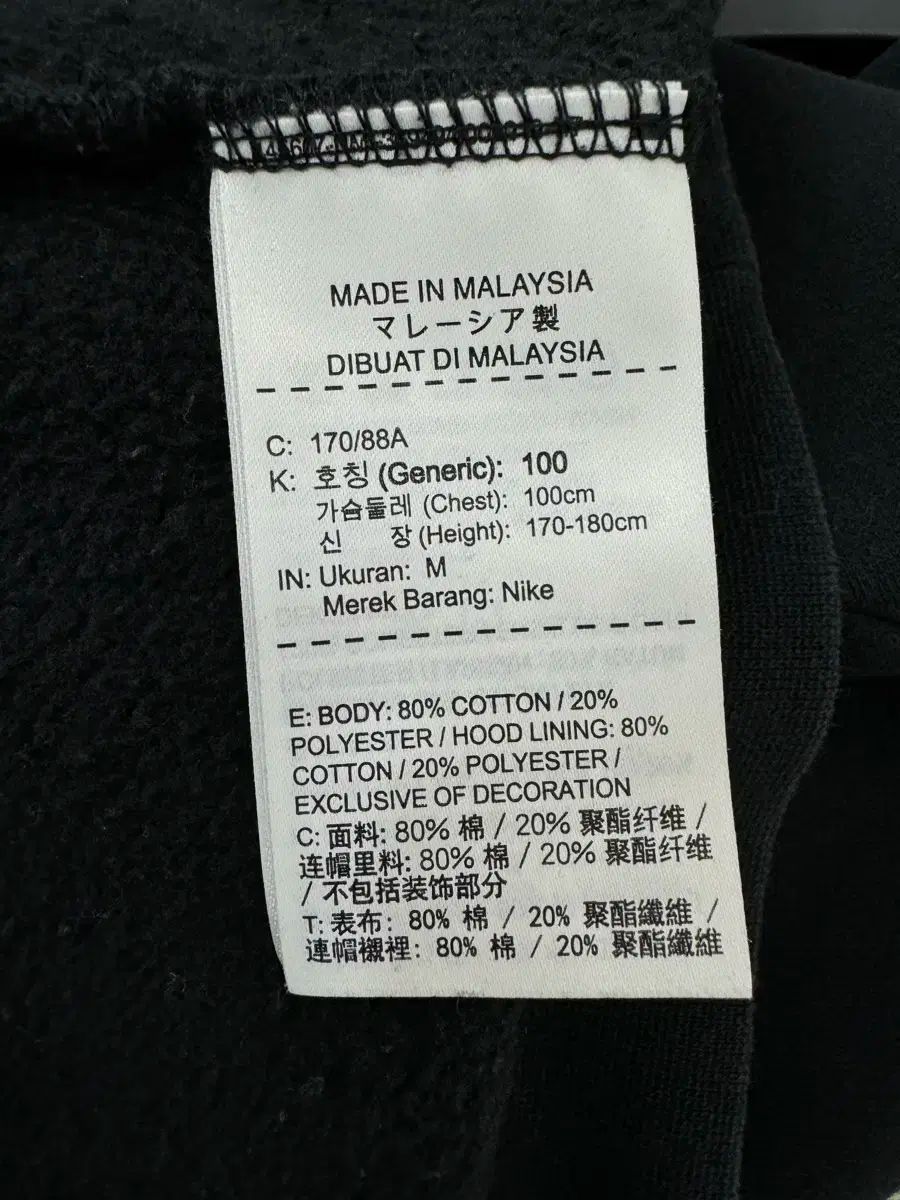 MADE IN MALAYSIA
マレーシア製
DIBUAT DI MALAYSIA
C: 170/88A
K: 호칭 (Generic): 100
가슴둘레 (Chest): 100cm
신 장 (Height): 170-180cm
IN: Ukuran: M
Merek Barang: Nike
E: BODY: 80% COTTON / 20%
POLYESTER / HOOD LINING: 80%
COTTON / 20% POLYESTER /
EXCLUSIVE OF DECORATION
C: 面料: 80% 棉 / 20% 聚酯纤维 /
连帽里料: 80% 棉 / 20% 聚酯纤维
/ 不包括装饰部分
T: 表布: 80% 棉 / 20% 聚酯纖維 /
連帽襯裡: 80% 棉 / 20% 聚酯纖維